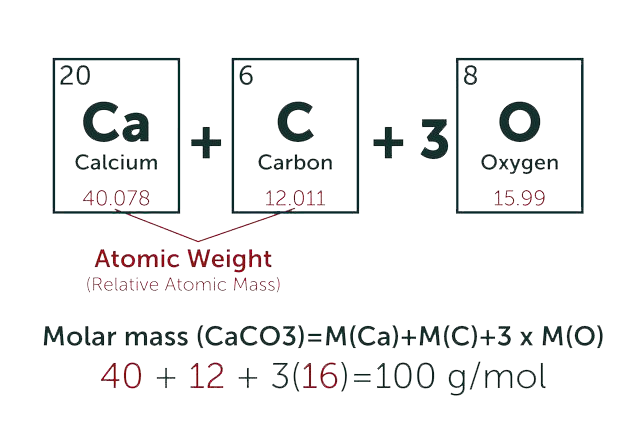 20
Ca
Calcium
40.078
+
6
C
Carbon
12.011
+ 3
8
O
Oxygen
15.99
Atomic Weight
(Relative Atomic Mass)
Molar mass (CaCO3)=M(Ca)+M(C)+3 x M(O)
40 + 12 + 3(16)=100 g/mol